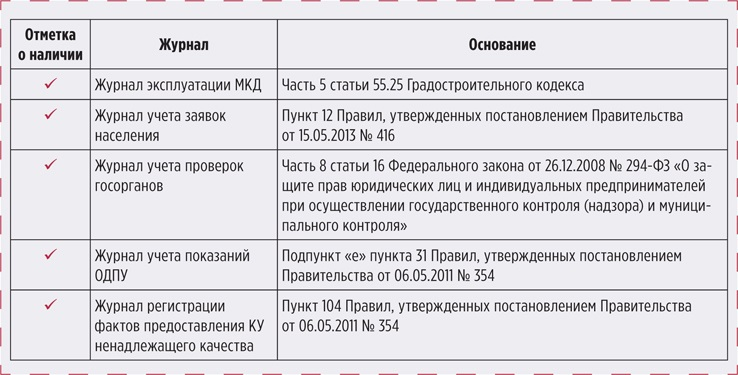 Отметка
о наличии
Журнал
Основание
Журнал эксплуатации МКД
Часть 5 статьи 55.25 Градостроительного кодекса
Журнал учета заявок
населения
Пункт 12 Правил, утвержденных постановлением Правительства
от 15.05.2013 № 416
Журнал учета проверок
госорганов
Часть 8 статьи 16 Федерального закона от 26.12.2008 № 294-ФЗ «О за-
щите прав юридических лиц и индивидуальных предпринимателей
при осуществлении государственного контроля (надзора) и муници-
пального контроля»
Журнал учета показаний
ОДПУ
Подпункт «е» пункта 31 Правил, утвержденных постановлением
Правительства от 06.05.2011 № 354
Журнал регистрации
фактов предоставления КУ
ненадлежащего качества
Пункт 104 Правил, утвержденных постановлением Правительства
от 06.05.2011 № 354